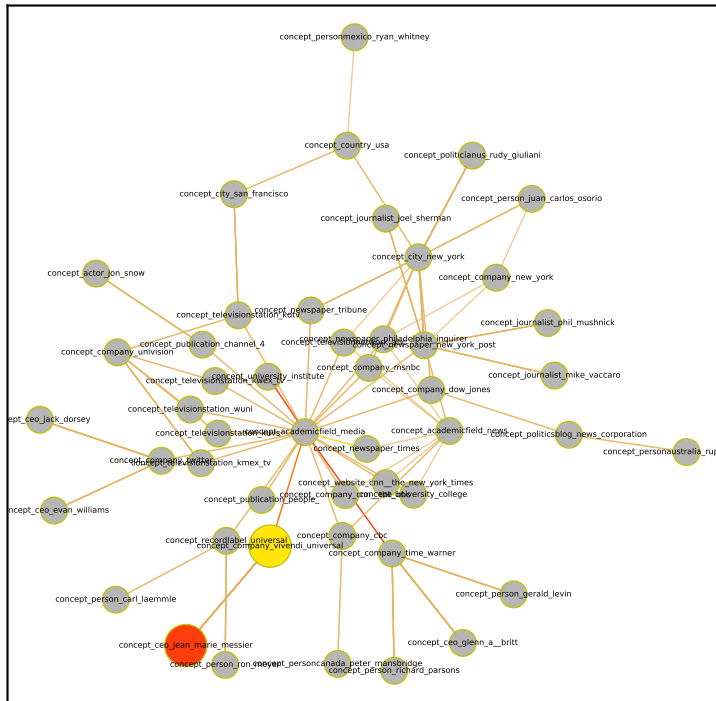 concept_personmexico_ryan_whitney
concept_country_usa
concept_politicianus_rudy_giuliani
concept_city_san_francisco
concept_person_juan_carlos_osorio
concept_journalist_joel_sherman
concept_city_new_york
concept_actor_jon_snow
concept_company_new_york
concept_newspaper_tribune
concept_televisionstation_kdtv
concept_journalist_phil_mushnick
concept_newspaper_philadelphia_inquirer
concept_publication_channel_4
concept_newspaper_new_york_post
concept_company_univision
concept_company_msnbc
concept_university_institute
concept_journalist_mike_vaccaro
concept_televisionstation_kwex_tv
concept_company_dow_jones
concept_televisionstation_wuni
concept_academicfield_media
concept_academicfield_news
concept_politicsblog_news_corporation
concept_newspaper_times
concept_company_twitter
concept_televisionstation_kmex_tv
concept_website_cnn__the_new_york_times
concept_publication_people_
concept_recordlabel_universal
concept_company_cbc
concept_company_vivendi_universal
concept_company_time_warner
concept_person_gerald_levin
concept_person_carl_laemmle
concept_ceo_jean_marie_messier
concept_ceo_glenn_a__britt
concept_person_ron_meyer
concept_personcanada_peter_mansbridge
concept_person_richard_parsons